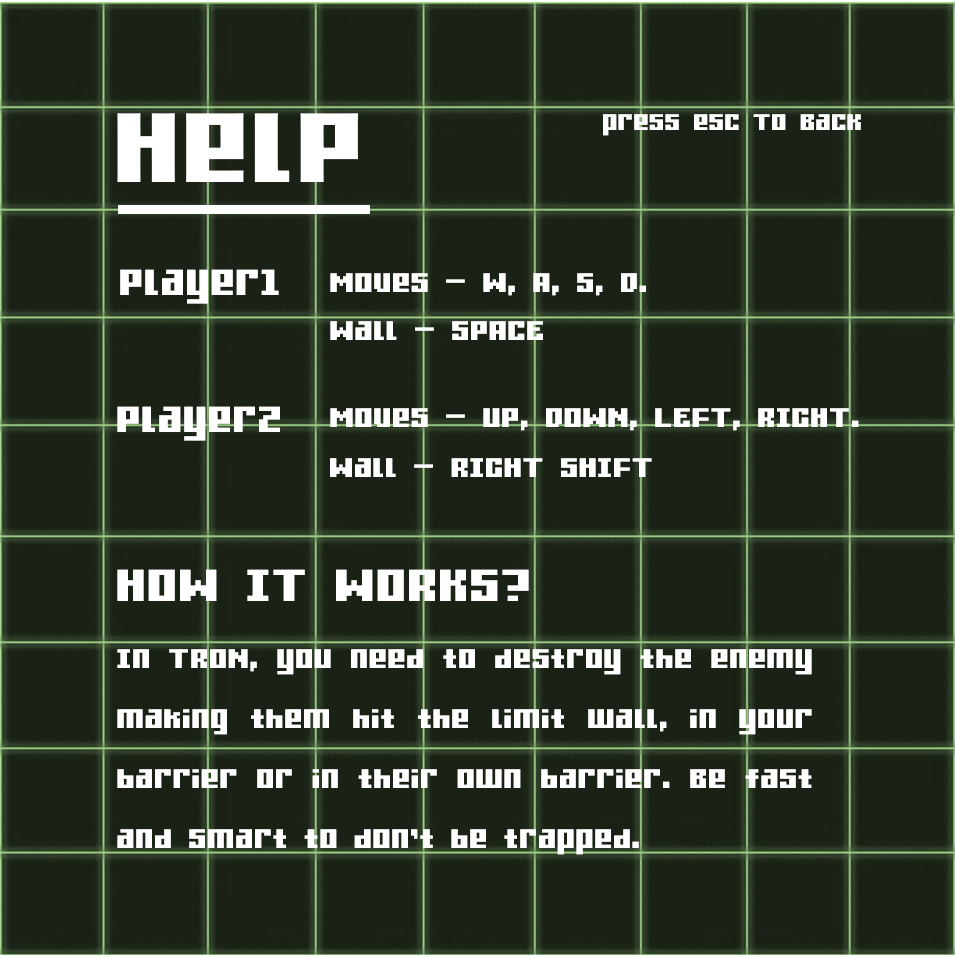 Help
press esc to back
Player1
Moves - W, A, S, D.
Wall - SPACE
Player2
Moves - UP, DOWN, LEFT, RIGHT.
Wall - RIGHT SHIFT
HOW IT WORKS?
In TRON, you need to destroy the enemy
making them hit the limit wall, in your
barrier or in their own barrier. Be fast
and smart to don't be trapped.